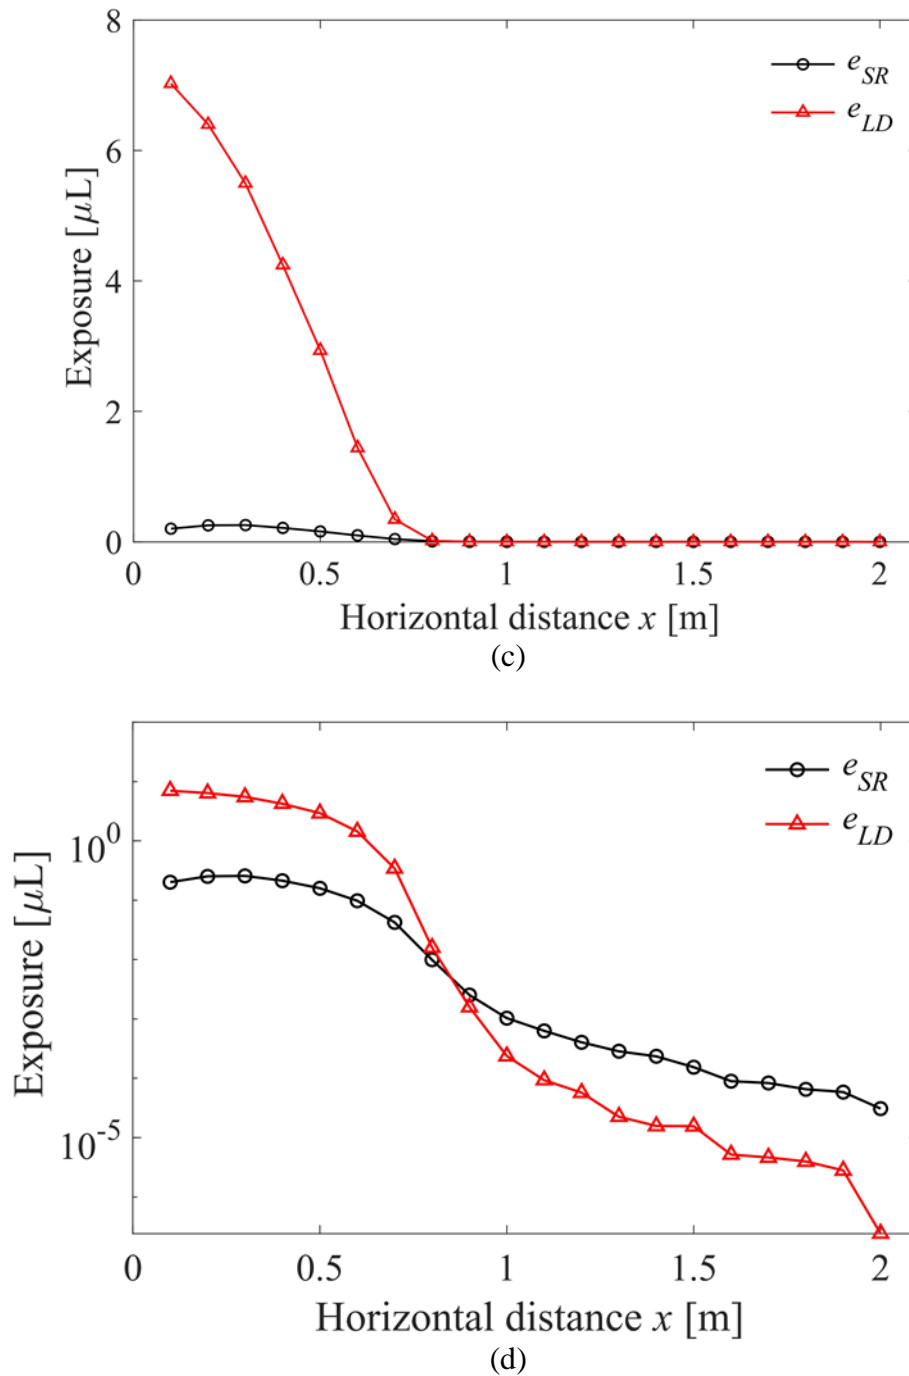 8
6
4
2
0
Exposure [μL]
e_SR
e_LD
0 0.5 1 1.5 2
Horizontal distance x [m]
(c)
10^0
10^-5
Exposure [μL]
e_SR
e_LD
0 0.5 1 1.5 2
Horizontal distance x [m]
(d)